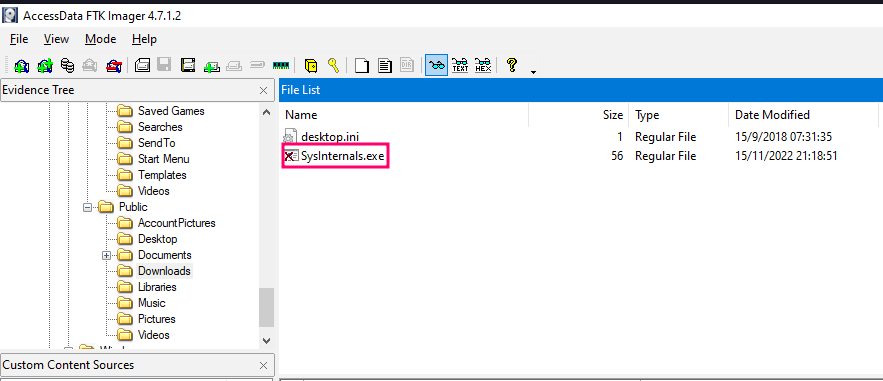 AccessData FTK Imager 4.7.1.2
File View Mode Help
TEXT HEX
Evidence Tree
File List
Saved Games
Searches
SendTo
Start Menu
Templates
Videos
Public
AccountPictures
Desktop
Documents
Downloads
Libraries
Music
Pictures
Videos
Name Size Type Date Modified
desktop.ini 1 Regular File 15/9/2018 07:31:35
SysInternals.exe 56 Regular File 15/11/2022 21:18:51
Custom Content Sources